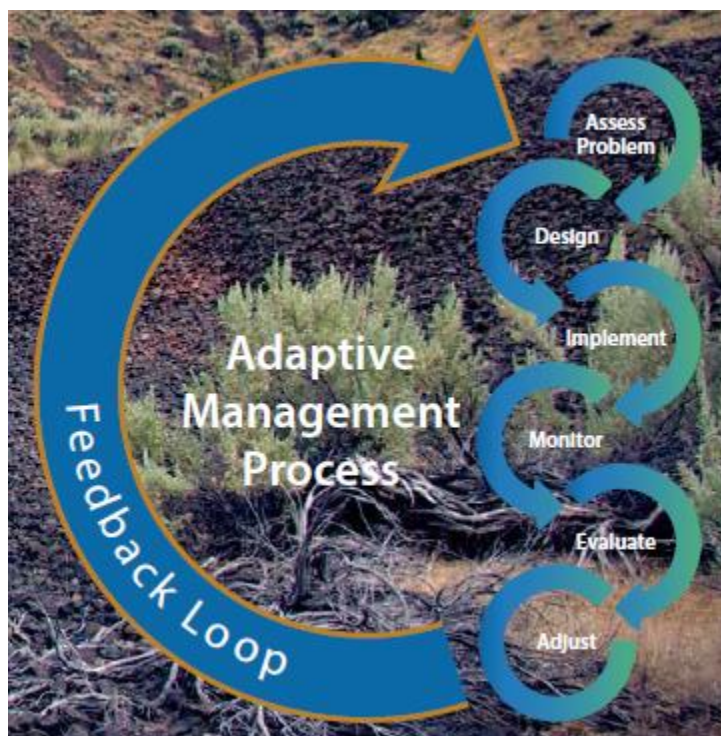 Assess
Problem
Design
Implement
Monitor
Evaluate
Adjust
Adaptive
Management
Process
Feedback Loop